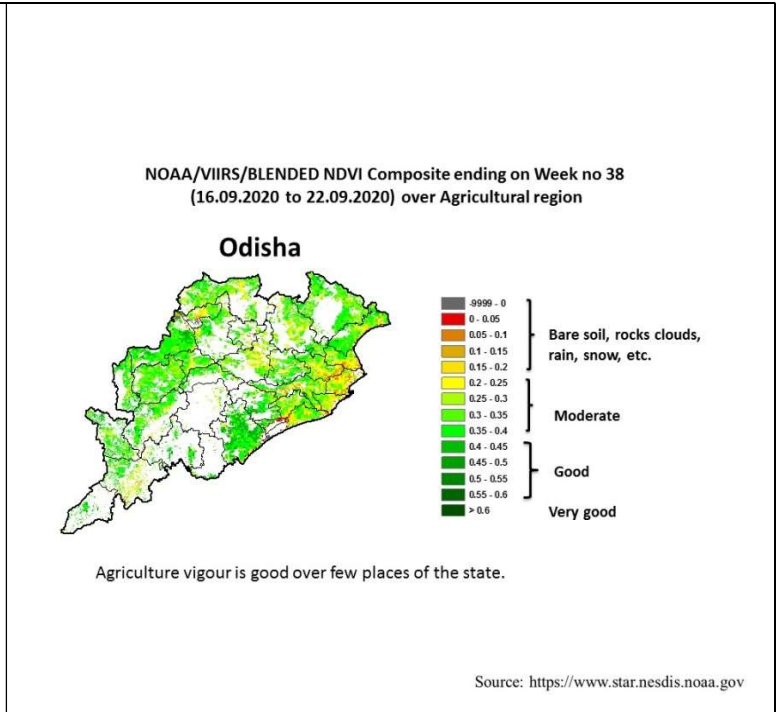 NOAA/VIIRS/BLENDED NDVI Composite ending on Week no 38
(16.09.2020 to 22.09.2020) over Agricultural region
Odisha
-9999 - 0
0 - 0.05
0.05 - 0.1
0.1 - 0.15
0.15 - 0.2
0.2 - 0.25
0.25 - 0.3
0.3 - 0.35
0.35 - 0.4
0.4 - 0.45
0.45 - 0.5
0.5 - 0.55
0.55 - 0.6
> 0.6
Bare soil, rocks clouds,
rain, snow, etc.
Moderate
Good
Very good
Agriculture vigour is good over few places of the state.
Source: https://www.star.nesdis.noaa.gov